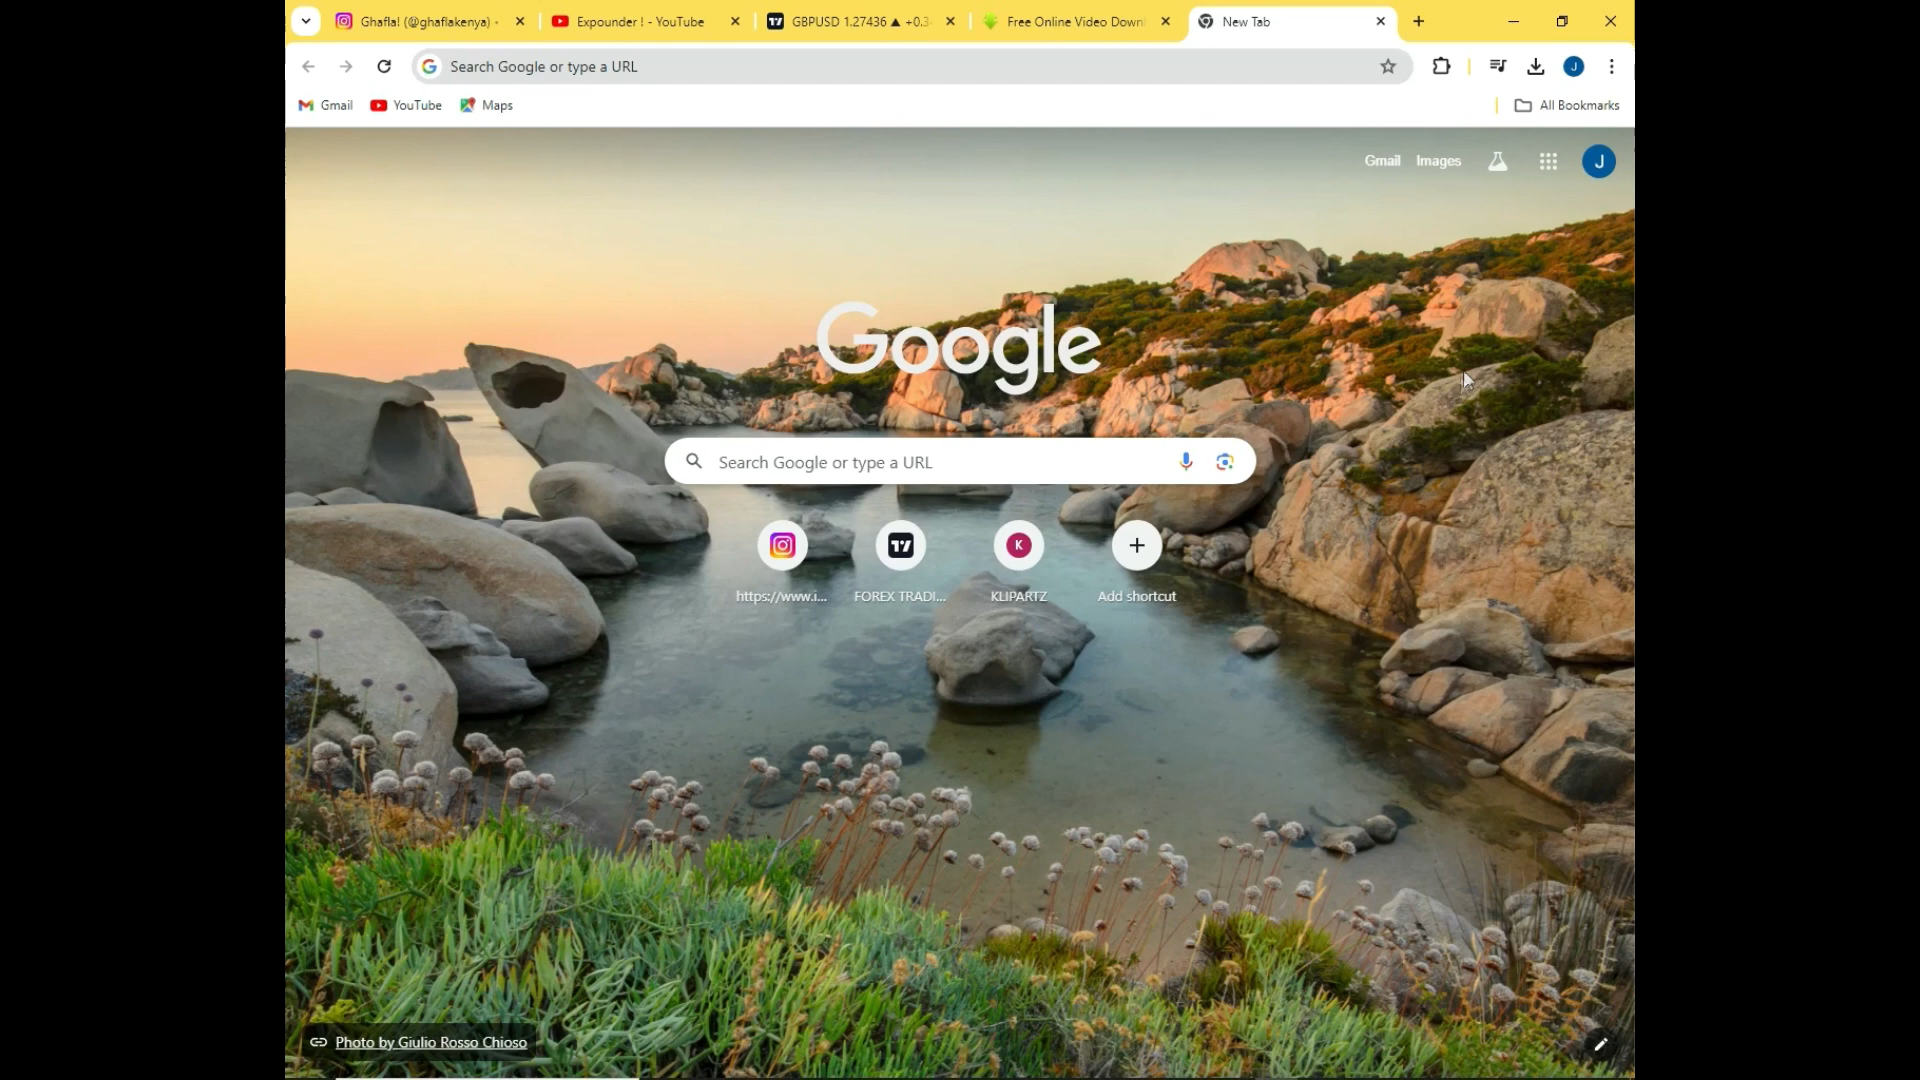 Ghafla! (@ghaflakenya) •
Expounder ! - YouTube
GBPUSD 1.27436 ▲ +0.3
Free Online Video Down
New Tab
Search Google or type a URL
Gmail
YouTube
Maps
All Bookmarks
J
Gmail
Images
J
Google
Search Google or type a URL
K
https://www.i...
FOREX TRADI...
KLIPARTZ
Add shortcut
Photo by Giulio Rosso Chioso